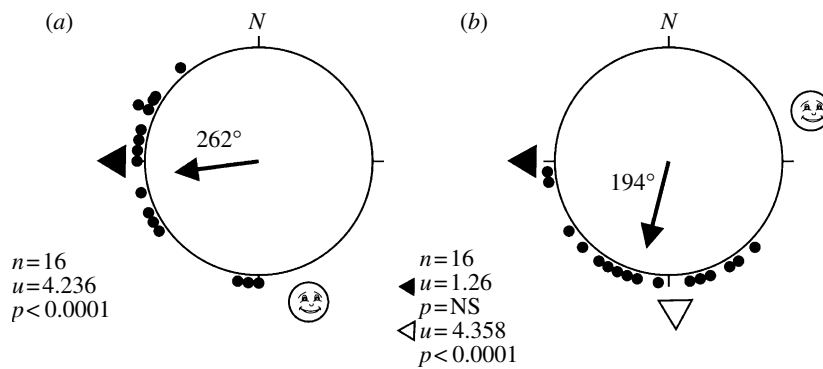 (a)
N
262°
n=16
u=4.236
p<0.0001
(b)
N
194°
n=16
u=1.26
p=NS
u=4.358
p<0.0001